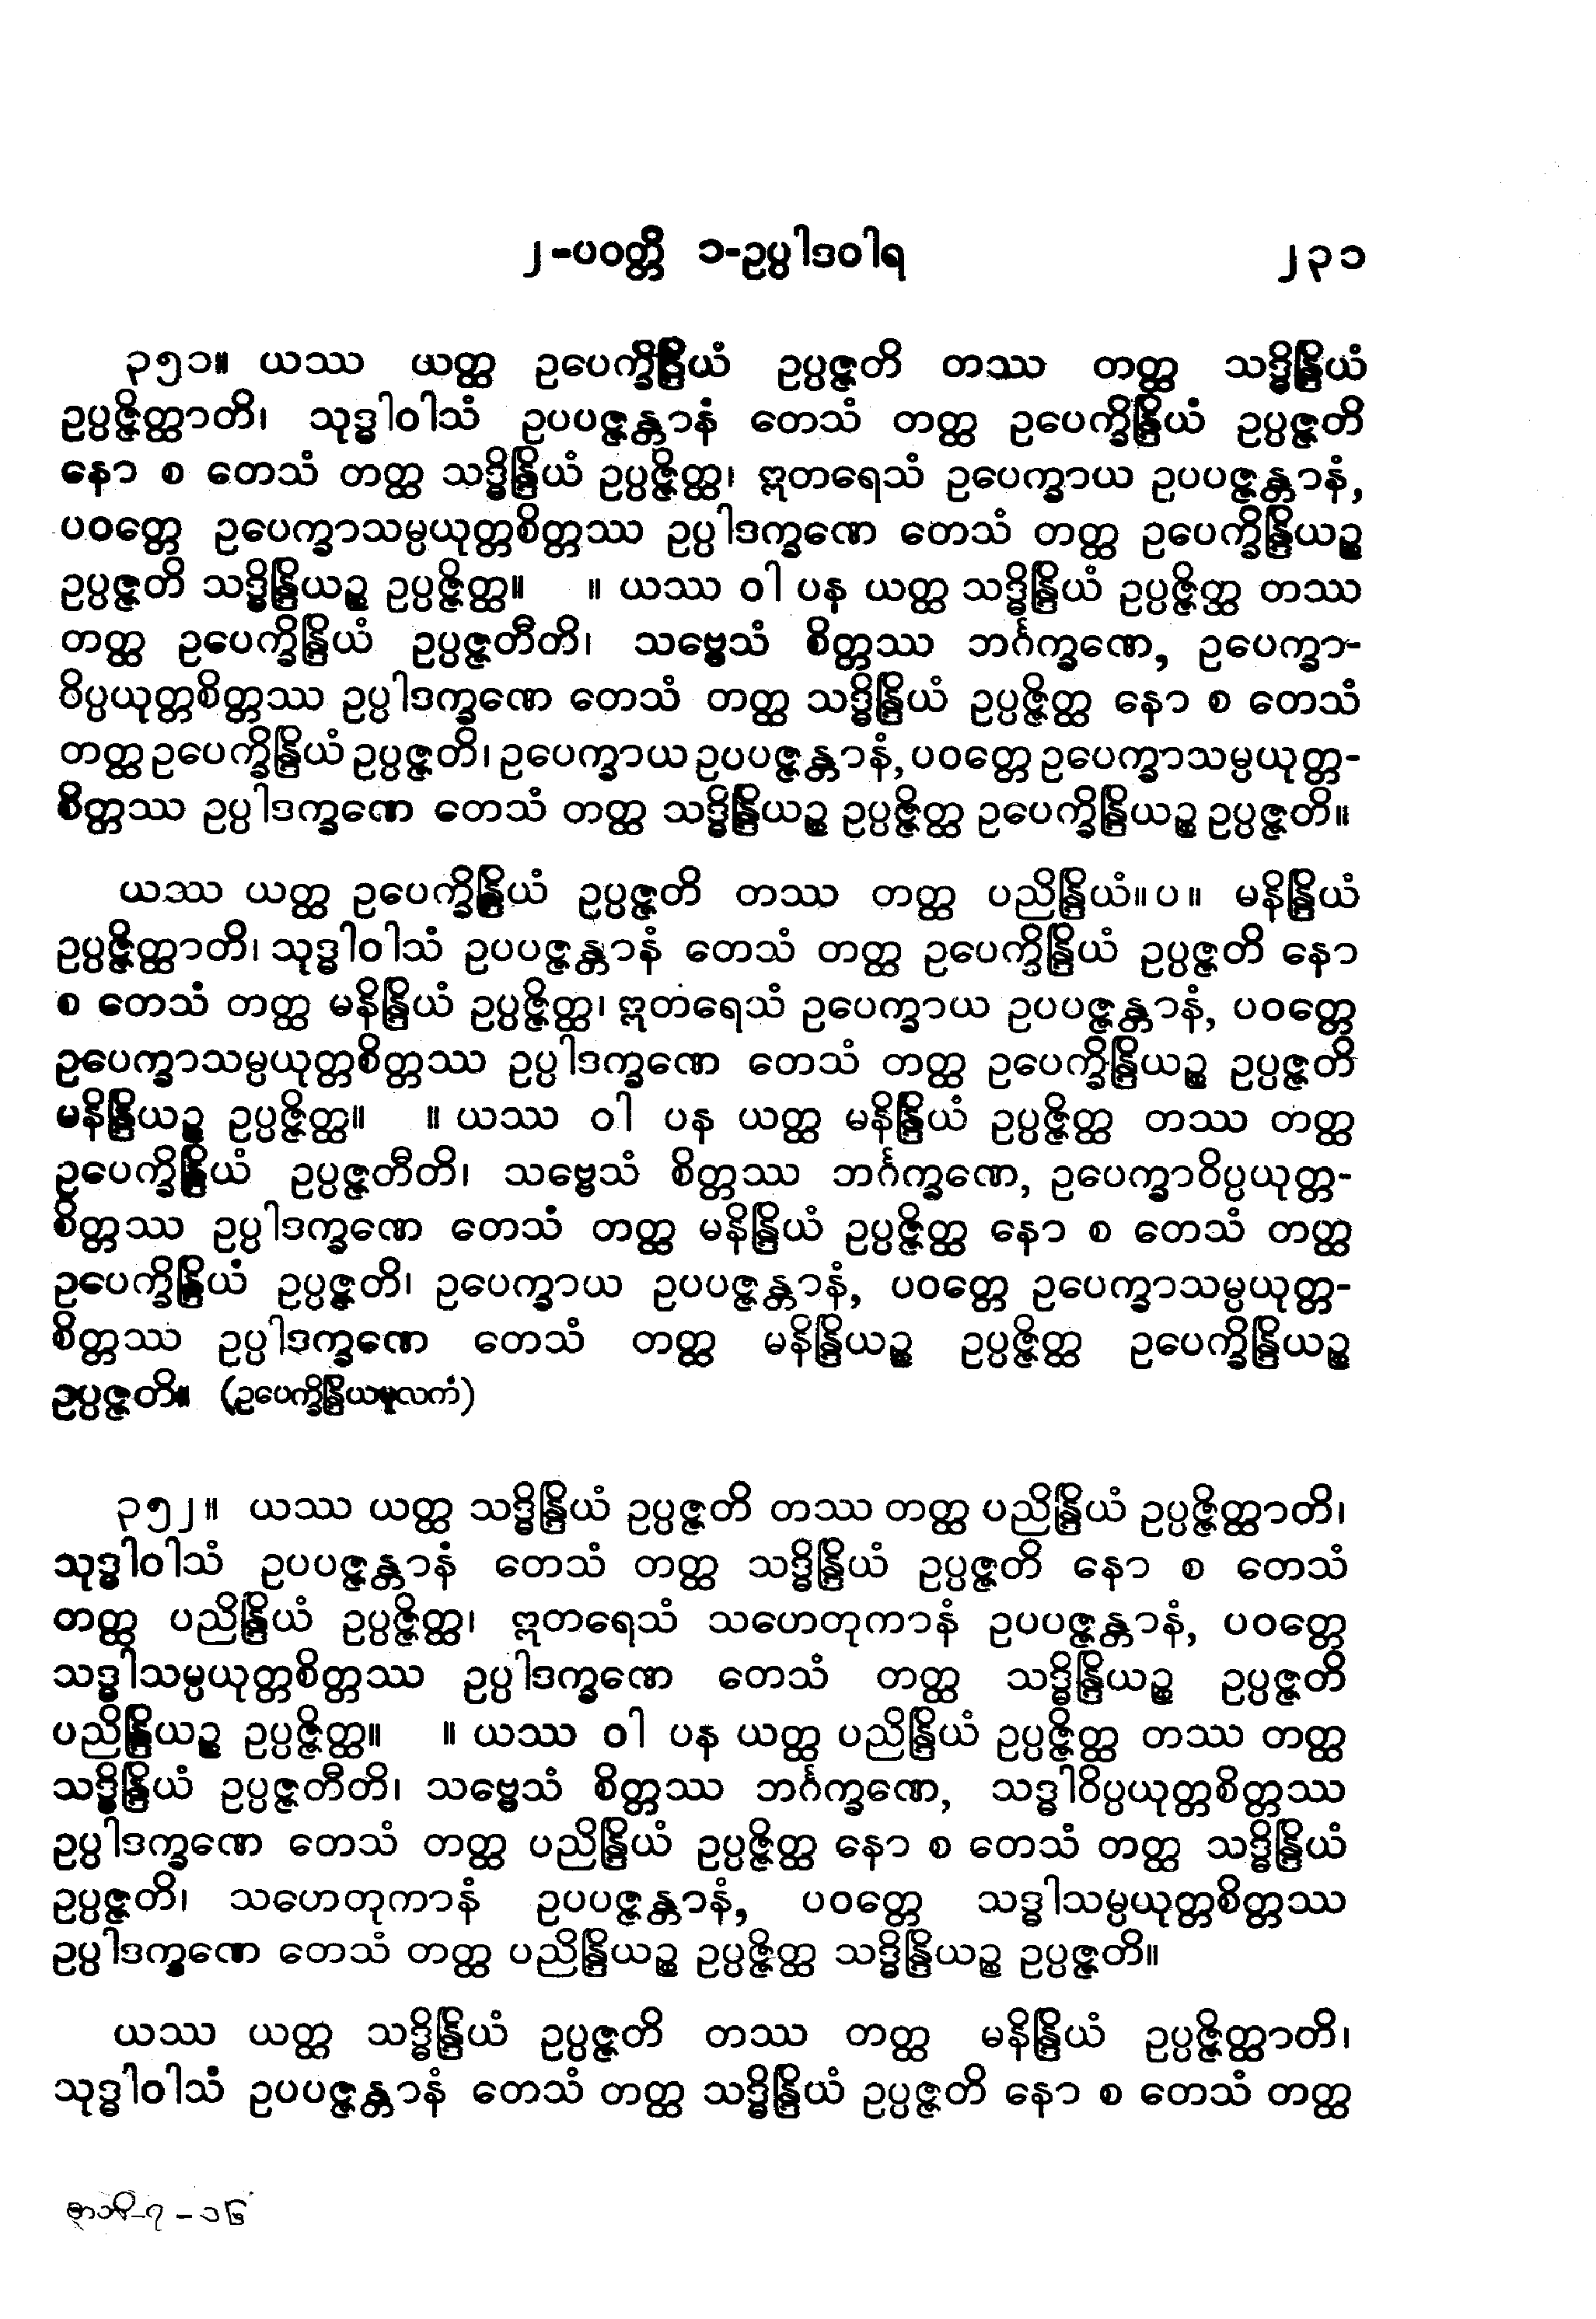 ၂-ပဝတ္တိ ၁-ဥပ္ပါဒဝါရ ၂၃၁
၃၅၁။ ယဿ ယတ္ထ ဥပေက္ခိန္ဒြိယံ ဥပ္ပဇ္ဇတိ တဿ တတ္ထ သဒ္ဓိန္ဒြိယံ
ဥပ္ပဇ္ဇိတ္ထာတိ၊ သုဒ္ဓါဝါသံ ဥပပဇ္ဇန္တာနံ တေသံ တတ္ထ ဥပေက္ခိန္ဒြိယံ ဥပ္ပဇ္ဇတိ
နော စ တေသံ တတ္ထ သဒ္ဓိန္ဒြိယံ ဥပ္ပဇ္ဇိတ္ထ၊ ဣတရေသံ ဥပေက္ခာယ ဥပပဇ္ဇန္တာနံ,
ပဝတ္တေ ဥပေက္ခာသမ္ပယုတ္တစိတ္တဿ ဥပ္ပါဒက္ခဏေ တေသံ တတ္ထ ဥပေက္ခိန္ဒြိယဉ္စ
ဥပ္ပဇ္ဇတိ သဒ္ဓိန္ဒြိယဉ္စ ဥပ္ပဇ္ဇိတ္ထ။ ။ ယဿ ဝါ ပန ယတ္ထ သဒ္ဓိန္ဒြိယံ ဥပ္ပဇ္ဇိတ္ထ တဿ
တတ္ထ ဥပေက္ခိန္ဒြိယံ ဥပ္ပဇ္ဇတီတိ၊ သဗ္ဗေသံ စိတ္တဿ ဘင်္ဂက္ခဏေ, ဥပေက္ခာ-
ဝိပ္ပယုတ္တစိတ္တဿ ဥပ္ပါဒက္ခဏေ တေသံ တတ္ထ သဒ္ဓိန္ဒြိယံ ဥပ္ပဇ္ဇိတ္ထ နော စ တေသံ
တတ္ထ ဥပေက္ခိန္ဒြိယံ ဥပ္ပဇ္ဇတိ၊ ဥပေက္ခာယ ဥပပဇ္ဇန္တာနံ, ပဝတ္တေ ဥပေက္ခာသမ္ပယုတ္တ-
စိတ္တဿ ဥပ္ပါဒက္ခဏေ တေသံ တတ္ထ သဒ္ဓိန္ဒြိယဉ္စ ဥပ္ပဇ္ဇိတ္ထ ဥပေက္ခိန္ဒြိယဉ္စ ဥပ္ပဇ္ဇတိ။
ယဿ ယတ္ထ ဥပေက္ခိန္ဒြိယံ ဥပ္ပဇ္ဇတိ တဿ တတ္ထ ပညိန္ဒြိယံ။ပ။ မနိန္ဒြိယံ
ဥပ္ပဇ္ဇိတ္ထာတိ၊ သုဒ္ဓါဝါသံ ဥပပဇ္ဇန္တာနံ တေသံ တတ္ထ ဥပေက္ခိန္ဒြိယံ ဥပ္ပဇ္ဇတိ နော
စ တေသံ တတ္ထ မနိန္ဒြိယံ ဥပ္ပဇ္ဇိတ္ထ၊ ဣတရေသံ ဥပေက္ခာယ ဥပပဇ္ဇန္တာနံ, ပဝတ္တေ
ဥပေက္ခာသမ္ပယုတ္တစိတ္တဿ ဥပ္ပါဒက္ခဏေ တေသံ တတ္ထ ဥပေက္ခိန္ဒြိယဉ္စ ဥပ္ပဇ္ဇတိ
မနိန္ဒြိယဉ္စ ဥပ္ပဇ္ဇိတ္ထ။ ။ ယဿ ဝါ ပန ယတ္ထ မနိန္ဒြိယံ ဥပ္ပဇ္ဇိတ္ထ တဿ တတ္ထ
ဥပေက္ခိန္ဒြိယံ ဥပ္ပဇ္ဇတီတိ၊ သဗ္ဗေသံ စိတ္တဿ ဘင်္ဂက္ခဏေ, ဥပေက္ခာဝိပ္ပယုတ္တ-
စိတ္တဿ ဥပ္ပါဒက္ခဏေ တေသံ တတ္ထ မနိန္ဒြိယံ ဥပ္ပဇ္ဇိတ္ထ နော စ တေသံ တတ္ထ
ဥပေက္ခိန္ဒြိယံ ဥပ္ပဇ္ဇတိ၊ ဥပေက္ခာယ ဥပပဇ္ဇန္တာနံ, ပဝတ္တေ ဥပေက္ခာသမ္ပယုတ္တ-
စိတ္တဿ ဥပ္ပါဒက္ခဏေ တေသံ တတ္ထ မနိန္ဒြိယဉ္စ ဥပ္ပဇ္ဇိတ္ထ ဥပေက္ခိန္ဒြိယဉ္စ
ဥပ္ပဇ္ဇတိ။ (ဥပေက္ခိန္ဒြိယမူလကံ)
၃၅၂။ ယဿ ယတ္ထ သဒ္ဓိန္ဒြိယံ ဥပ္ပဇ္ဇတိ တဿ တတ္ထ ပညိန္ဒြိယံ ဥပ္ပဇ္ဇိတ္ထာတိ၊
သုဒ္ဓါဝါသံ ဥပပဇ္ဇန္တာနံ တေသံ တတ္ထ သဒ္ဓိန္ဒြိယံ ဥပ္ပဇ္ဇတိ နော စ တေသံ
တတ္ထ ပညိန္ဒြိယံ ဥပ္ပဇ္ဇိတ္ထ၊ ဣတရေသံ သဟေတုကာနံ ဥပပဇ္ဇန္တာနံ, ပဝတ္တေ
သဒ္ဓါသမ္ပယုတ္တစိတ္တဿ ဥပ္ပါဒက္ခဏေ တေသံ တတ္ထ သဒ္ဓိန္ဒြိယဉ္စ ဥပ္ပဇ္ဇတိ
ပညိန္ဒြိယဉ္စ ဥပ္ပဇ္ဇိတ္ထ။ ။ ယဿ ဝါ ပန ယတ္ထ ပညိန္ဒြိယံ ဥပ္ပဇ္ဇိတ္ထ တဿ တတ္ထ
သဒ္ဓိန္ဒြိယံ ဥပ္ပဇ္ဇတီတိ၊ သဗ္ဗေသံ စိတ္တဿ ဘင်္ဂက္ခဏေ, သဒ္ဓါဝိပ္ပယုတ္တစိတ္တဿ
ဥပ္ပါဒက္ခဏေ တေသံ တတ္ထ ပညိန္ဒြိယံ ဥပ္ပဇ္ဇိတ္ထ နော စ တေသံ တတ္ထ သဒ္ဓိန္ဒြိယံ
ဥပ္ပဇ္ဇတိ၊ သဟေတုကာနံ ဥပပဇ္ဇန္တာနံ, ပဝတ္တေ သဒ္ဓါသမ္ပယုတ္တစိတ္တဿ
ဥပ္ပါဒက္ခဏေ တေသံ တတ္ထ ပညိန္ဒြိယဉ္စ ဥပ္ပဇ္ဇိတ္ထ သဒ္ဓိန္ဒြိယဉ္စ ဥပ္ပဇ္ဇတိ။
ယဿ ယတ္ထ သဒ္ဓိန္ဒြိယံ ဥပ္ပဇ္ဇတိ တဿ တတ္ထ မနိန္ဒြိယံ ဥပ္ပဇ္ဇိတ္ထာတိ၊
သုဒ္ဓါဝါသံ ဥပပဇ္ဇန္တာနံ တေသံ တတ္ထ သဒ္ဓိန္ဒြိယံ ဥပ္ပဇ္ဇတိ နော စ တေသံ တတ္ထ